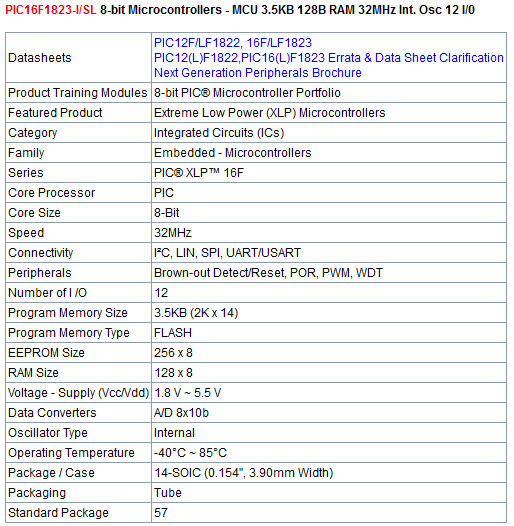 PIC16F1823-I/SL 8-bit Microcontrollers - MCU 3.5KB 128B RAM 32MHz Int. Osc 12 I/0
Datasheets
PIC12F/LF1822, 16F/LF1823
PIC12(L)F1822,PIC16(L)F1823 Errata & Data Sheet Clarification
Next Generation Peripherals Brochure
Product Training Modules 8-bit PIC® Microcontroller Portfolio
Featured Product Extreme Low Power (XLP) Microcontrollers
Category Integrated Circuits (ICs)
Family Embedded - Microcontrollers
Series PIC® XLP™ 16F
Core Processor PIC
Core Size 8-Bit
Speed 32MHz
Connectivity I²C, LIN, SPI, UART/USART
Peripherals Brown-out Detect/Reset, POR, PWM, WDT
Number of I /O 12
Program Memory Size 3.5KB (2K x 14)
Program Memory Type FLASH
EEPROM Size 256 x 8
RAM Size 128 x 8
Voltage - Supply (Vcc/Vdd) 1.8 V ~ 5.5 V
Data Converters A/D 8x10b
Oscillator Type Internal
Operating Temperature -40°C ~ 85°C
Package / Case 14-SOIC (0.154", 3.90mm Width)
Packaging Tube
Standard Package 57